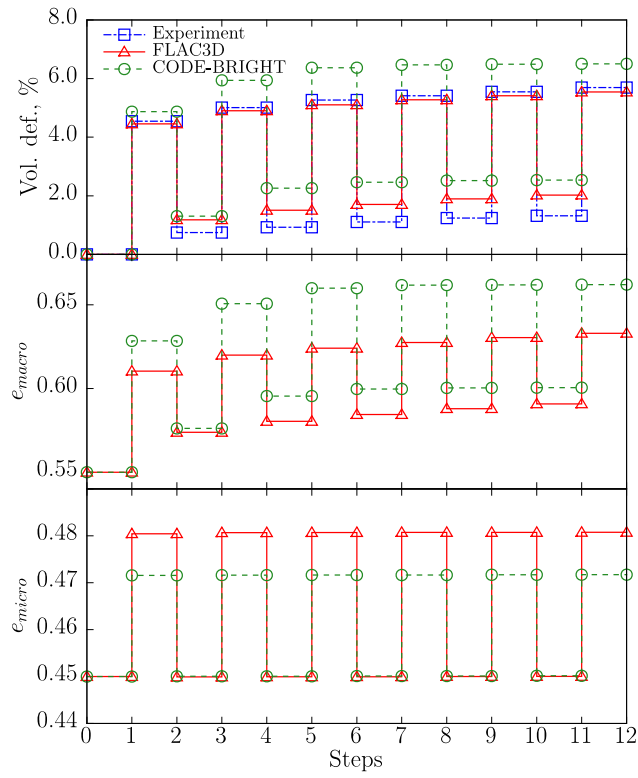 8.0
6.0
4.0
2.0
0.0
Vol. def., %
Experiment
FLAC3D
CODE-BRIGHT
0.65
0.60
0.55
e_macro
0.48
0.47
0.46
0.45
0.44
e_micro
0 1 2 3 4 5 6 7 8 9 10 11 12
Steps